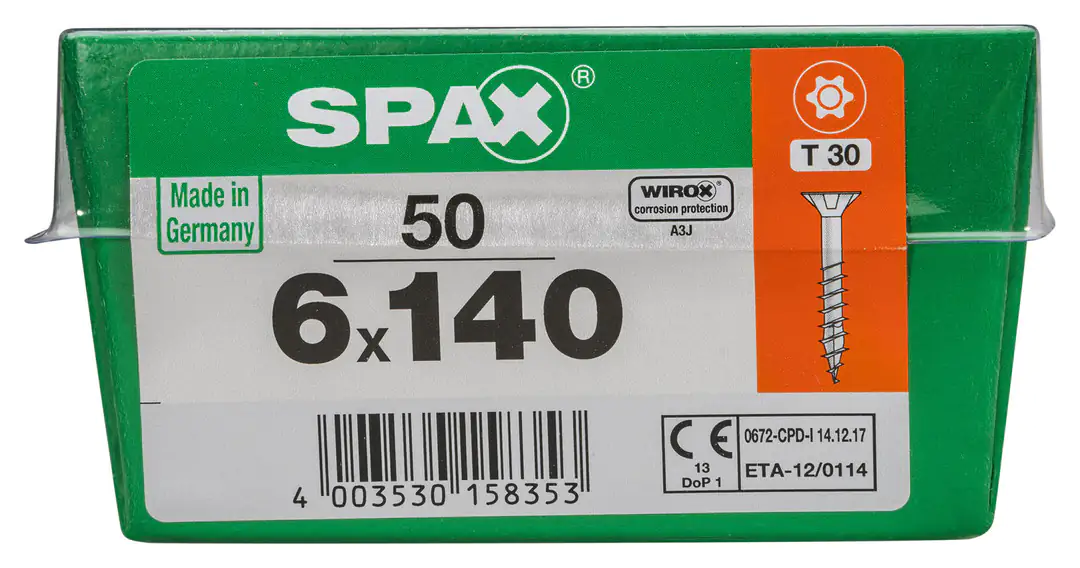 SPAX®
T 30
Made in
Germany
50
WIROX®
corrosion protection
A3J
6x140
4 003530 158353
CE
13
DoP 1
0672-CPD-I 14.12.17
ETA-12/0114